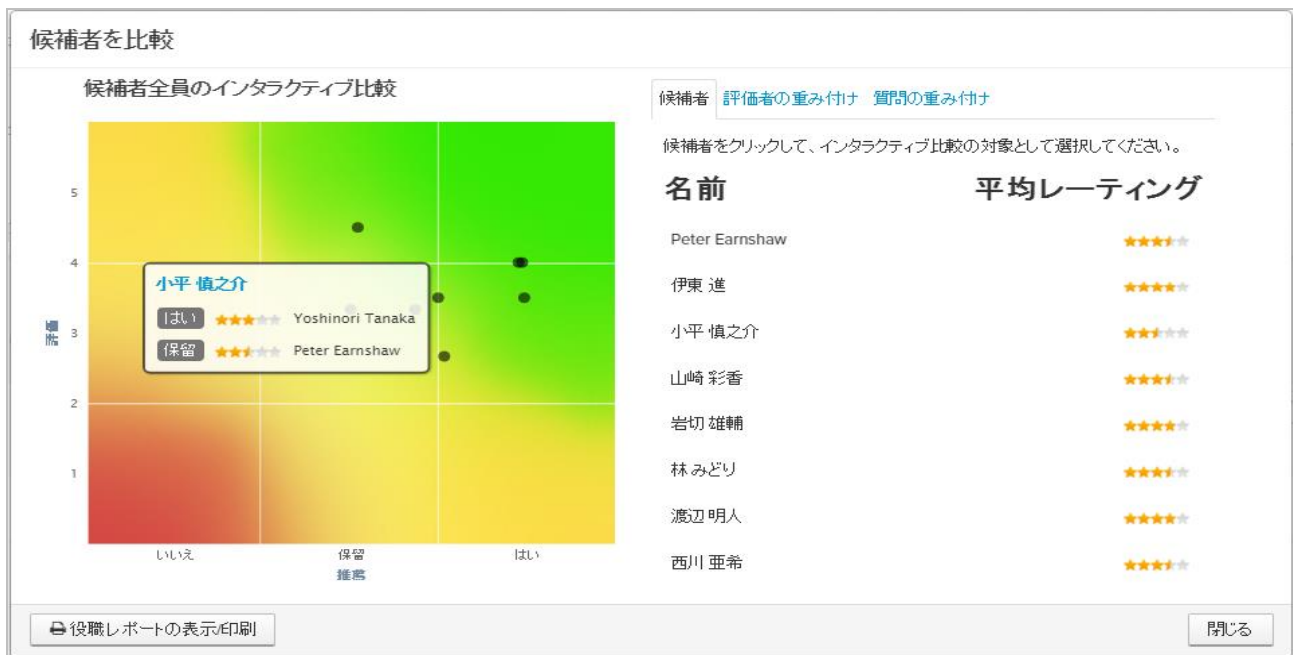 候補者を比較
候補者全員のインタラクティブ比較
5
4
3
2
1
評価
小平 慎之介
はい Yoshinori Tanaka
保留 Peter Earnshaw
いいえ 保留 はい
推薦
候補者 評価者の重み付け 質問の重み付け
候補者をクリックして、インタラクティブ比較の対象として選択してください。
名前 平均レーティング
Peter Earnshaw
伊東 進
小平 慎之介
山崎 彩香
岩切 雄輔
林 みどり
渡辺 明人
西川 亜希
役職レポートの表示/印刷
閉じる